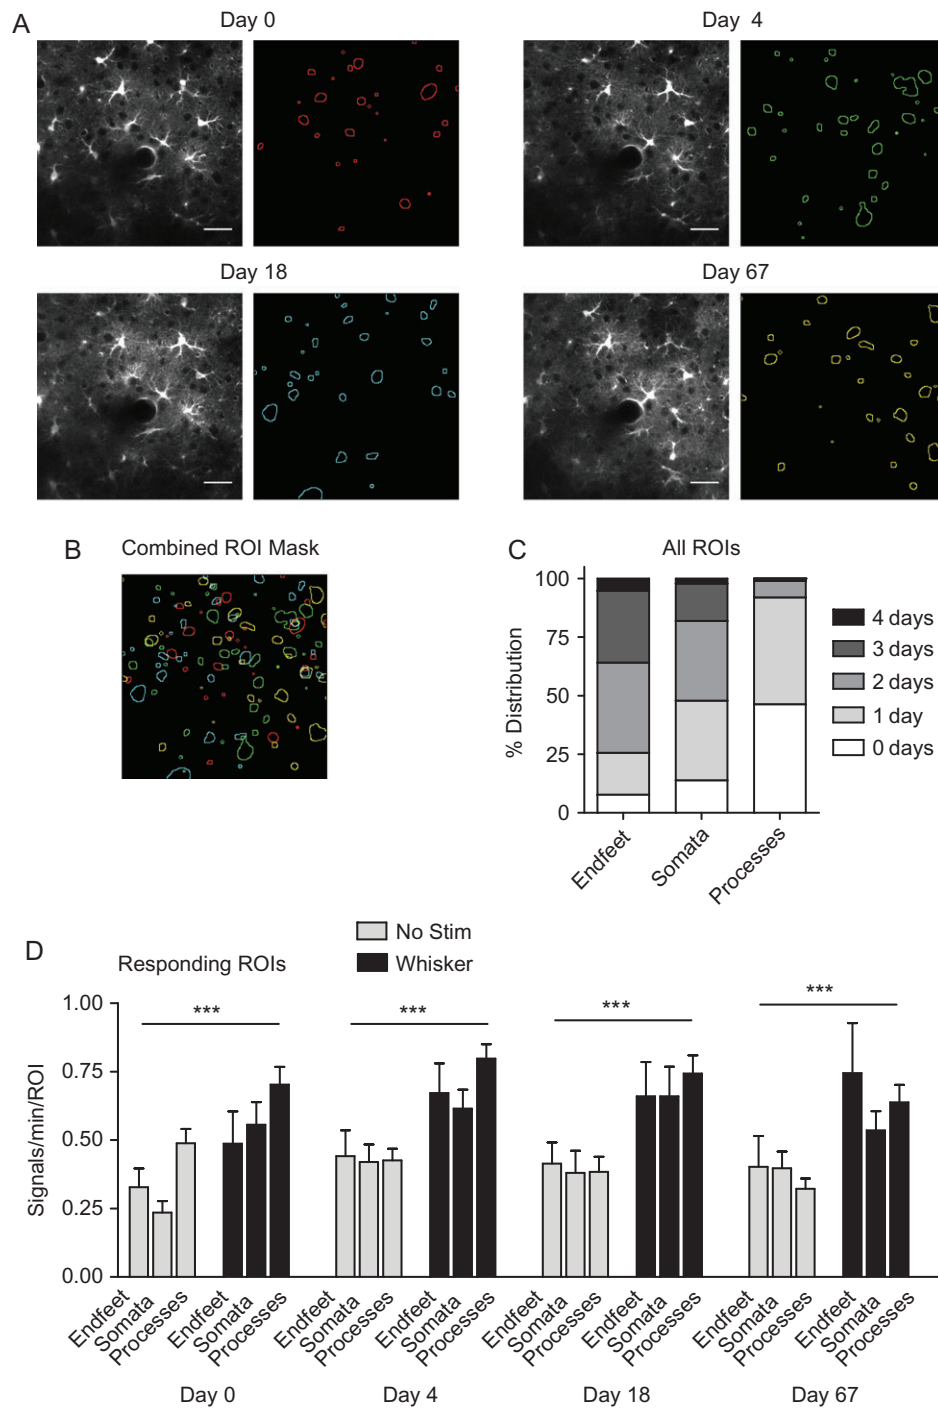 A
Day 0
Day 4
Day 18
Day 67
B
Combined ROI Mask
C
All ROIs
% Distribution
100
75
50
25
0
Endfeet
Somata
Processes
4 days
3 days
2 days
1 day
0 days
D
Responding ROIs
No Stim
Whisker
Signals/min/ROI
1.00
0.75
0.50
0.25
0.00
***
***
***
***
Endfeet
Somata
Processes
Endfeet
Somata
Processes
Endfeet
Somata
Processes
Endfeet
Somata
Processes
Endfeet
Somata
Processes
Endfeet
Somata
Processes
Endfeet
Somata
Processes
Endfeet
Somata
Processes
Day 0
Day 4
Day 18
Day 67